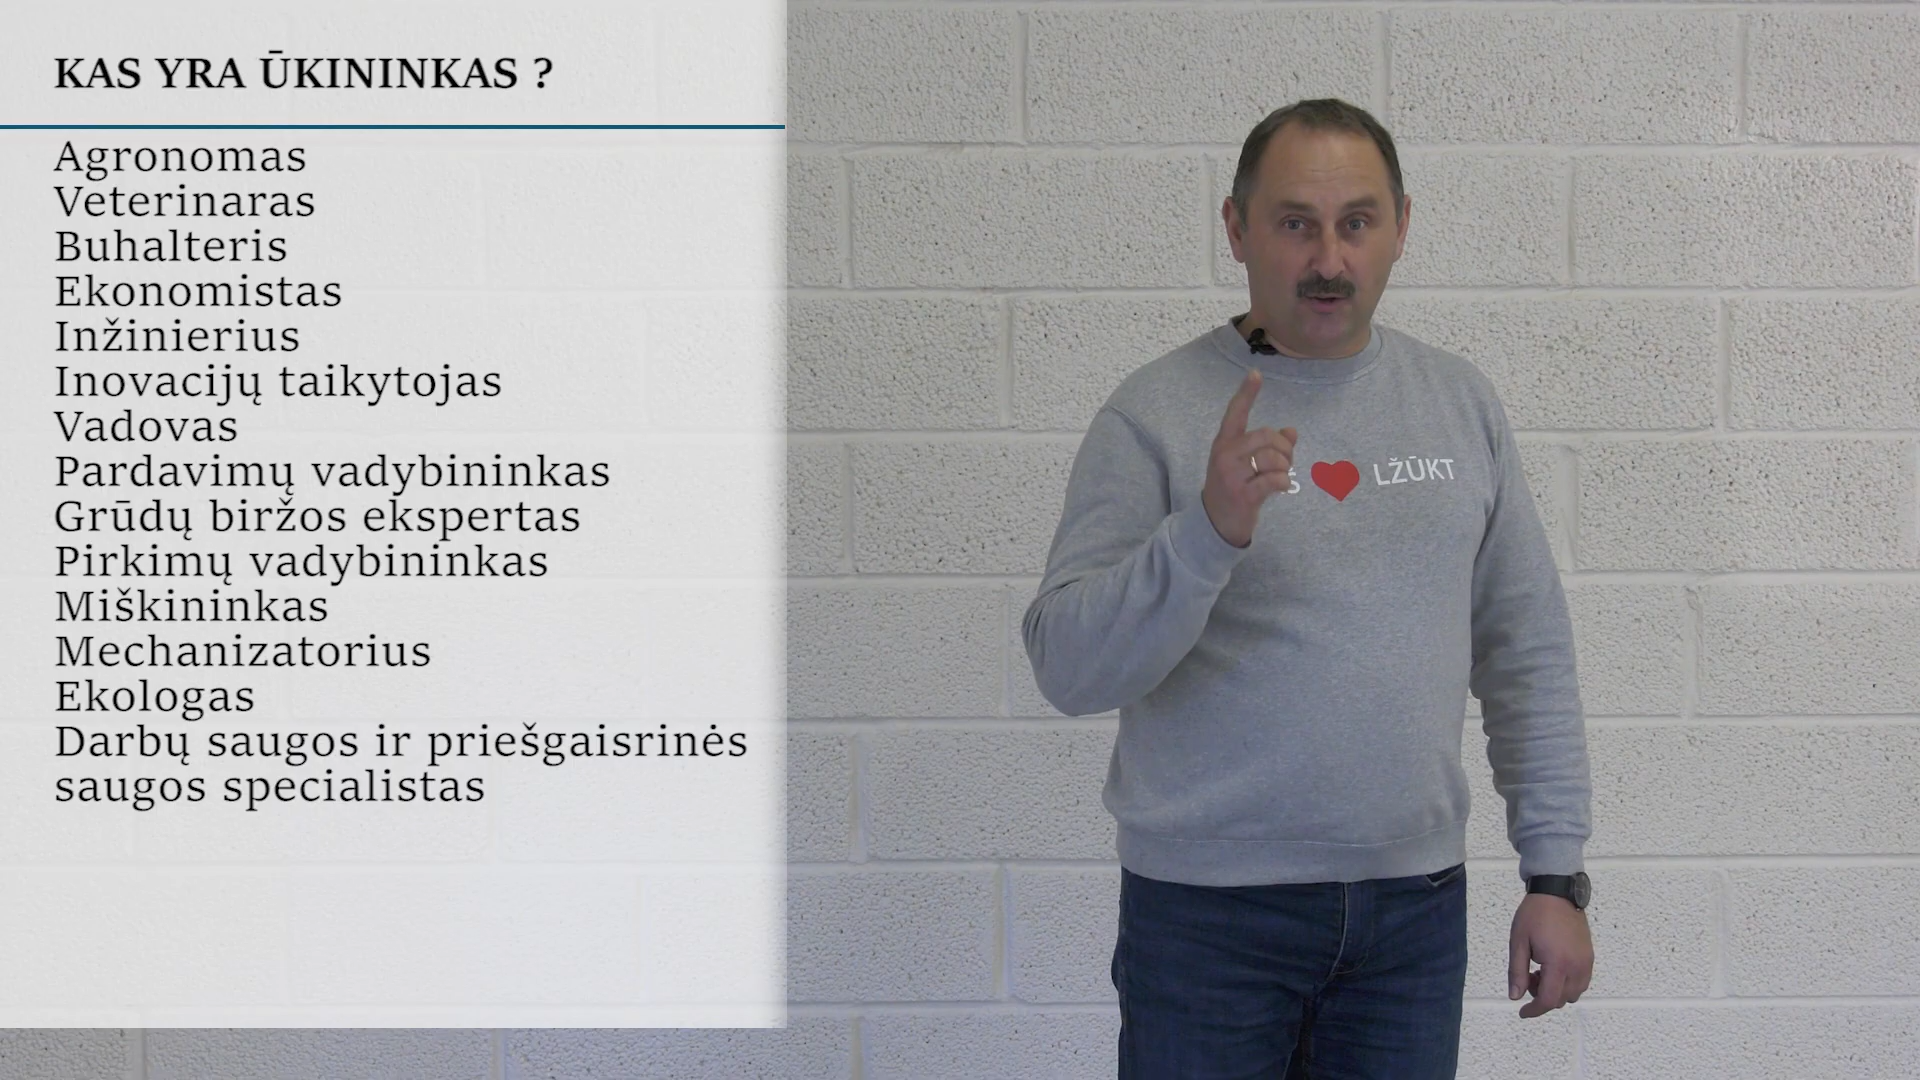 KAS YRA ŪKININKAS ?
Agronomas
Veterinaras
Buhalteris
Ekonomistas
Inžinierius
Inovacijų taikytojas
Vadovas
Pardavimų vadybininkas
Grūdų biržos ekspertas
Pirkimų vadybininkas
Miškininkas
Mechanizatorius
Ekologas
Darbų saugos ir priešgaisrinės
saugos specialistas
LŽŪKT